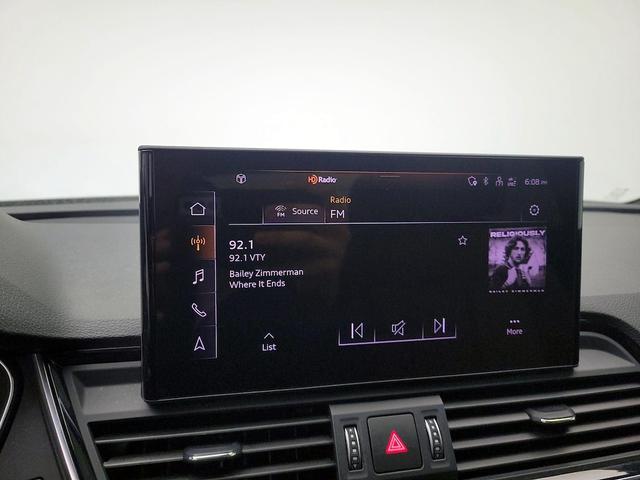 HD Radio
6:08 PM
Radio
FM
Source
FM
92.1
92.1 VTY
Bailey Zimmerman
Where It Ends
RELIGIOUSLY
BAILEY ZIMMERMAN
List
More